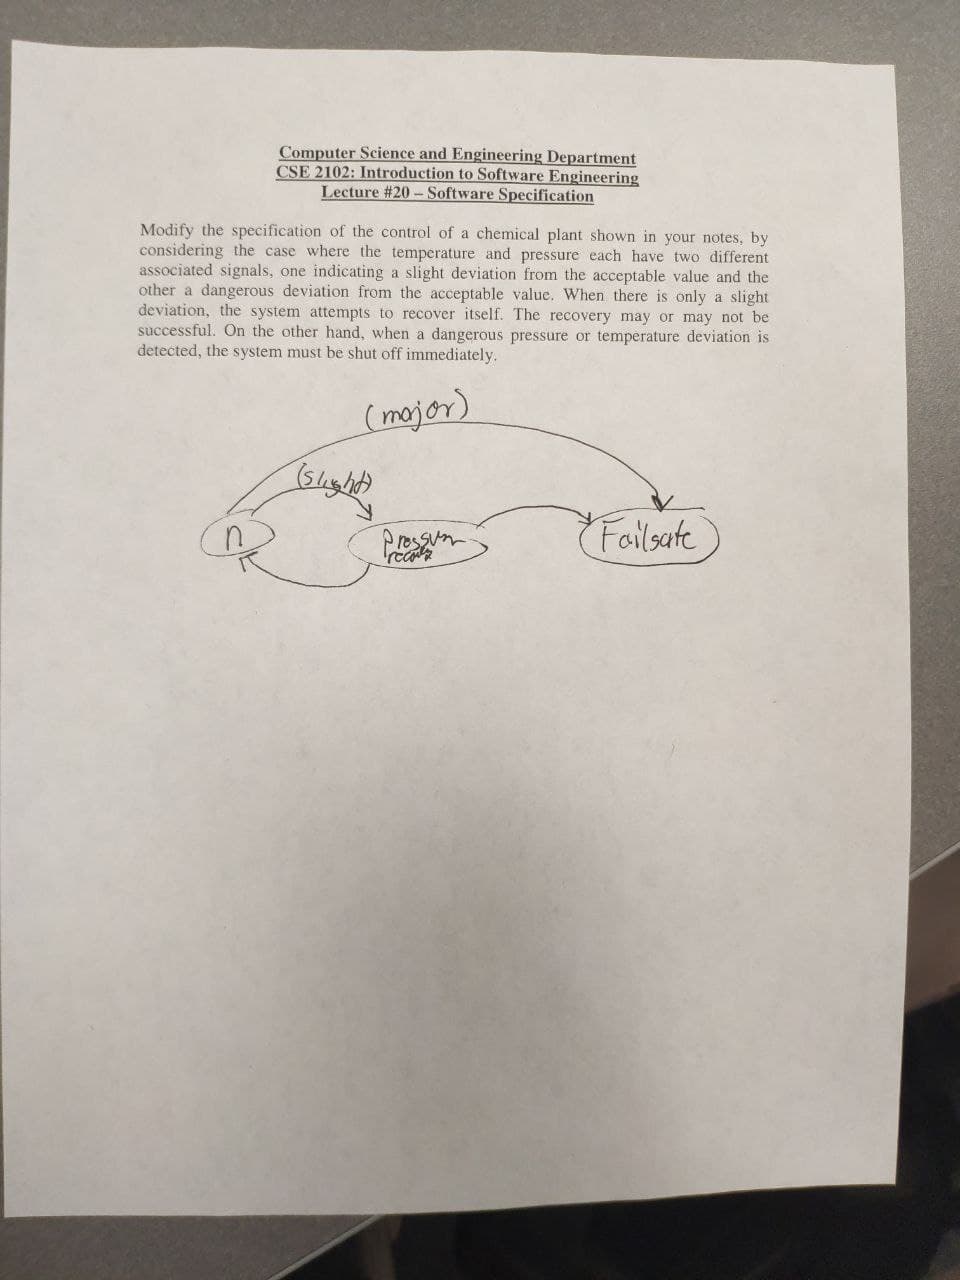 Computer Science and Engineering Department
CSE 2102: Introduction to Software Engineering
Lecture #20 – Software Specification
Modify the specification of the control of a chemical plant shown in your notes, by
considering the case where the temperature and pressure each have two different
associated signals, one indicating a slight deviation from the acceptable value and the
other a dangerous deviation from the acceptable value. When there is only a slight
deviation, the system attempts to recover itself. The recovery may or may not be
successful. On the other hand, when a dangerous pressure or temperature deviation is
detected, the system must be shut off immediately.
(major)
(slight)
n
Failsafe